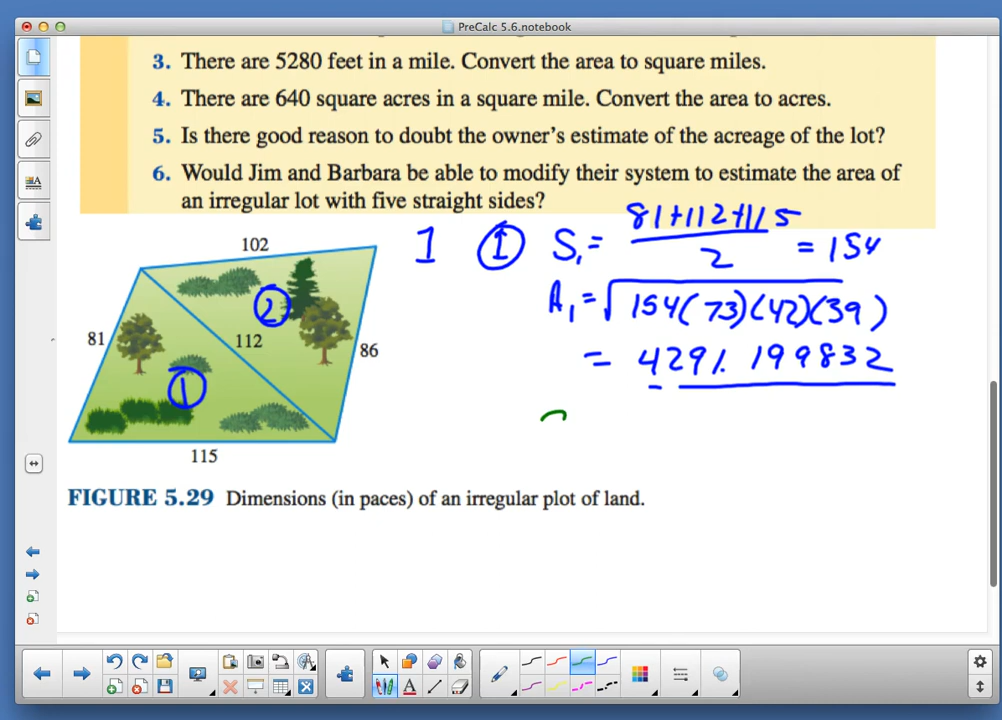 PreCalc 5.6.notebook
3. There are 5280 feet in a mile. Convert the area to square miles.
4. There are 640 square acres in a square mile. Convert the area to acres.
5. Is there good reason to doubt the owner's estimate of the acreage of the lot?
6. Would Jim and Barbara be able to modify their system to estimate the area of
an irregular lot with five straight sides?
102
81
112
86
115
2
1
1 ① S₁ = 81+112+115 / 2 = 154
A₁ = √154(73)(42)(39)
= 4291.199832
FIGURE 5.29 Dimensions (in paces) of an irregular plot of land.